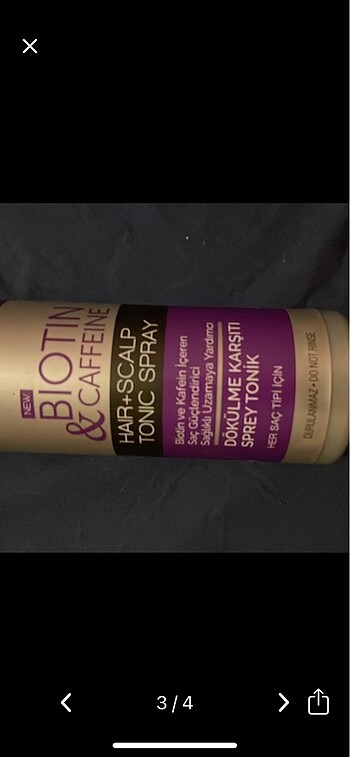 NEW
BIOTIN
& CAFFEINE
HAIR+SCALP
TONIC SPRAY
Biotin ve Kafein İçeren
Saç Güçlendirici
Sağlıklı Uzamaya Yardımcı
DÖKÜLME KARŞITI
SPREY TONİK
HER SAÇ TİPİ İÇİN
DURULANMAZ • DO NOT RINSE
3 / 4